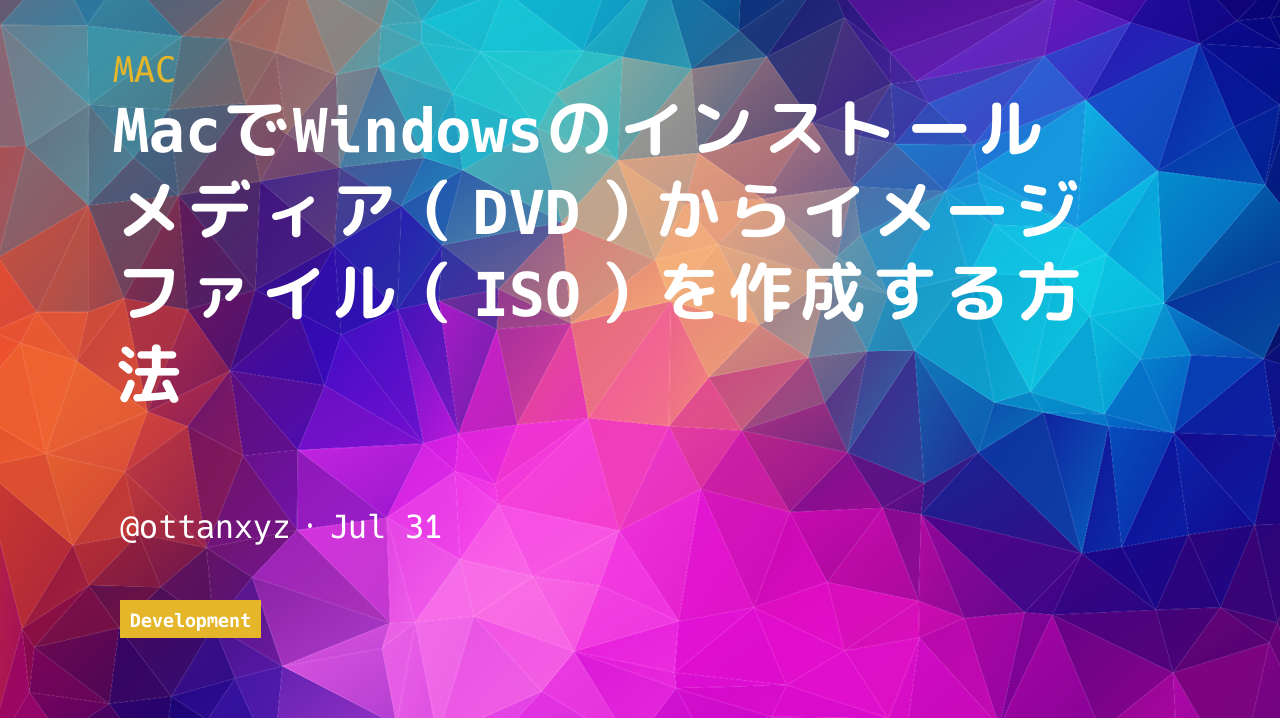 MAC
MacでWindowsのインストール
メディア（DVD）からイメージ
ファイル（ISO）を作成する方
法
@ottanxyz · Jul 31
Development